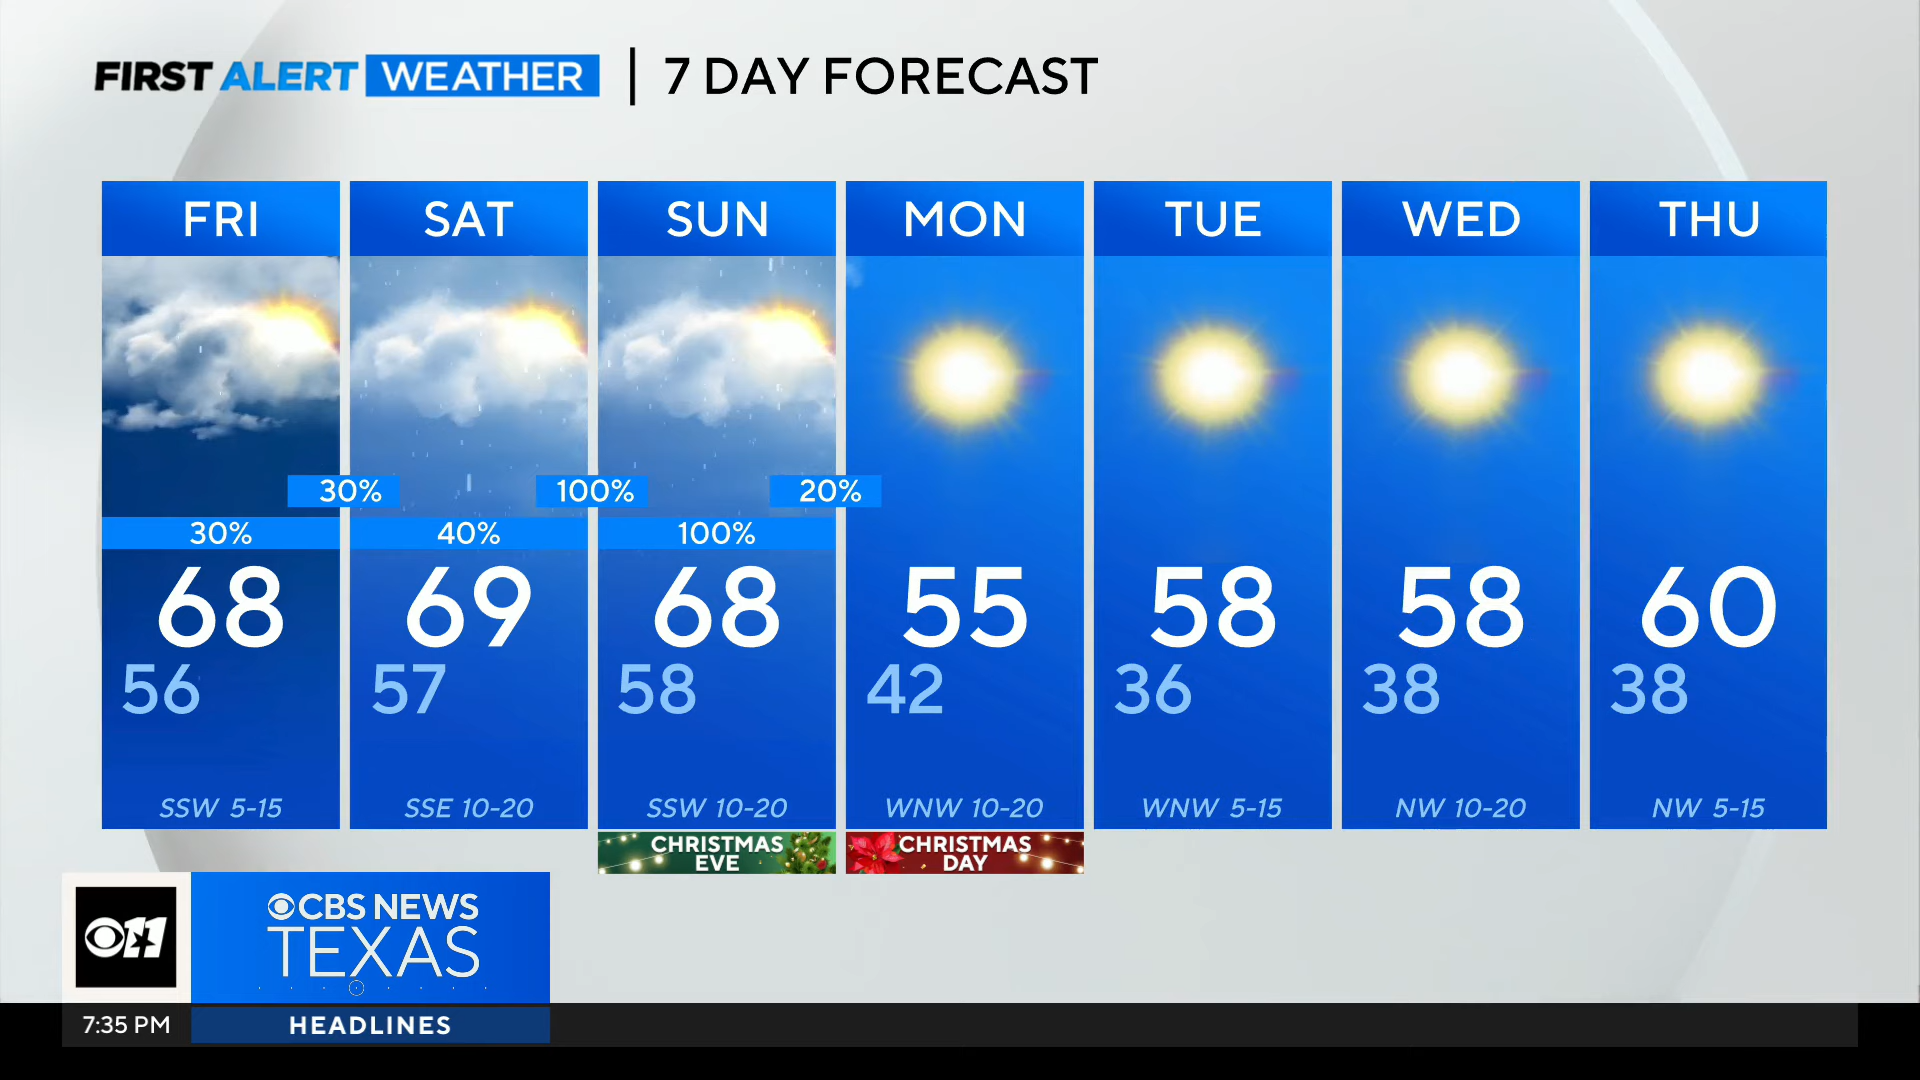 FIRST ALERT WEATHER | 7 DAY FORECAST
FRI SAT SUN MON TUE WED THU
30% 100% 20%
30% 40% 100%
68 69 68 55 58 58 60
56 57 58 42 36 38 38
SSW 5-15 SSE 10-20 SSW 10-20 WNW 10-20 WNW 5-15 NW 10-20 NW 5-15
CHRISTMAS EVE
CHRISTMAS DAY
11
CBS NEWS
TEXAS
7:35 PM HEADLINES